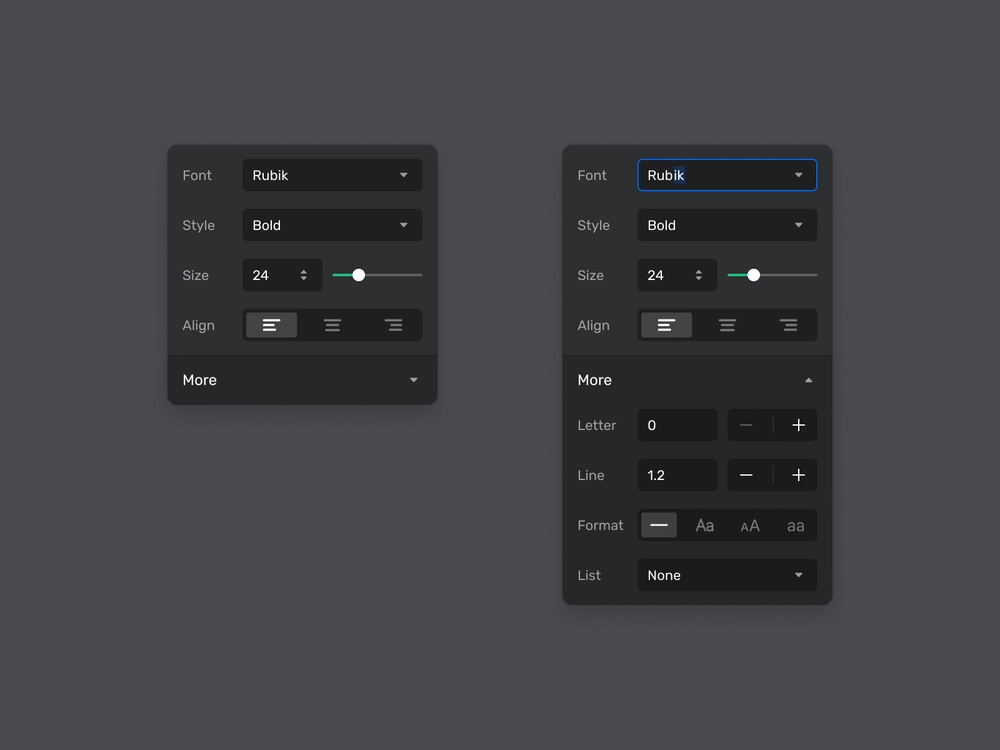 Font Rubik
Style Bold
Size 24
Align
More
Font Rubik
Style Bold
Size 24
Align
More
Letter 0
Line 1.2
Format — Aa AA aa
List None